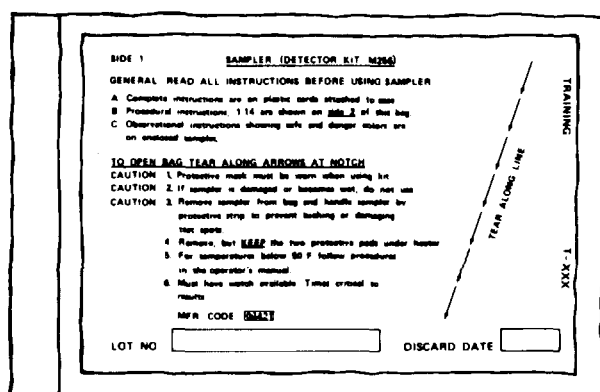 SIDE 1 SAMPLER (DETECTOR KIT M256)
GENERAL READ ALL INSTRUCTIONS BEFORE USING SAMPLER
A Complete instructions are on plastic cards attached to case
B Procedural instructions, 1-14 are shown on side 2 of this bag
C Observational instructions showing safe and danger colors are
on enclosed sampler.
TO OPEN BAG TEAR ALONG ARROWS AT NOTCH
CAUTION 1. Protective mask must be worn when using kit
CAUTION 2. If sampler is damaged or becomes wet, do not use
CAUTION 3. Remove sampler from bag and handle sampler by
protective strip to prevent touching or damaging
test spots.
4. Remove, but KEEP the two protective pads under heater
5. For temperatures below 50 F follow procedures
in the operator's manual.
6. Must have watch available Times critical to
results
MFR CODE
LOT NO
DISCARD DATE
TEAR ALONG LINE
TRAINING
T-XXX